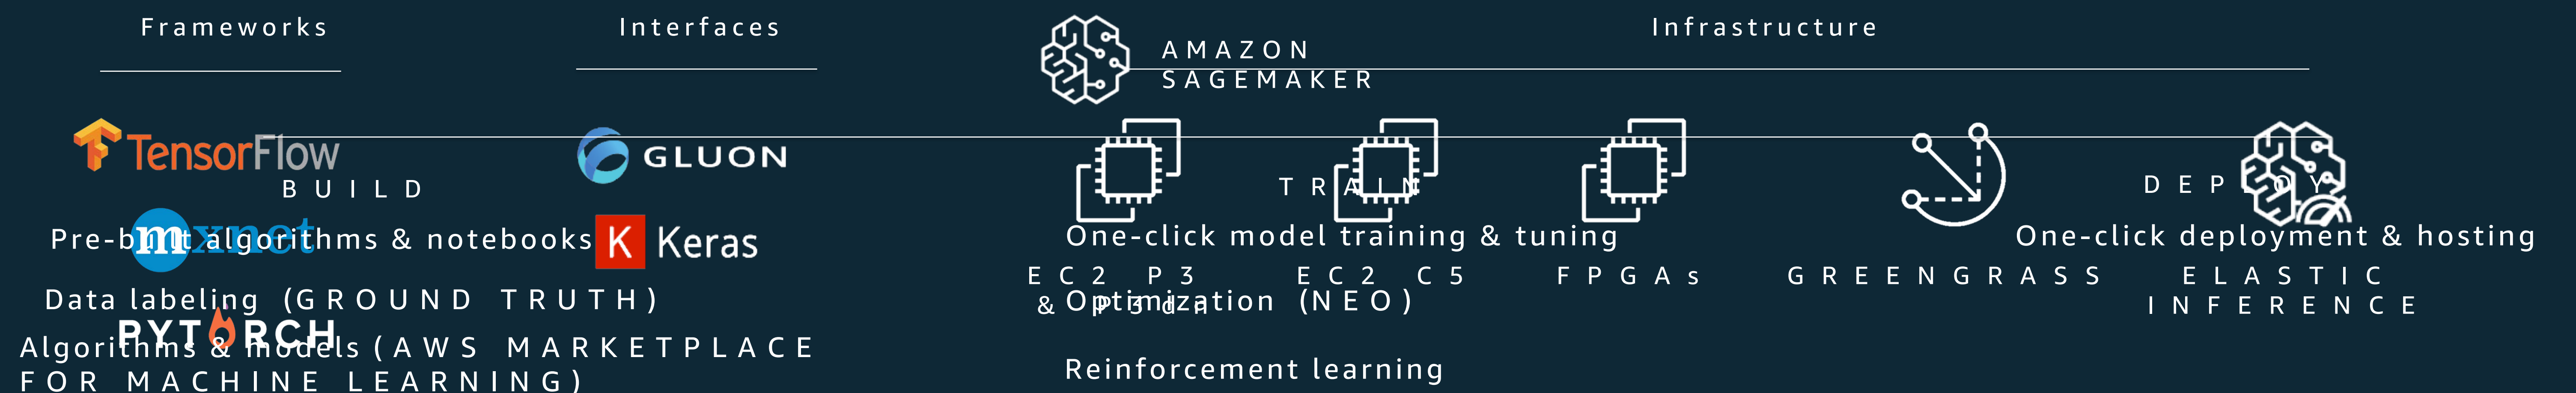 Frameworks
Interfaces
Infrastructure
AMAZON
SAGEMAKER
TensorFlow
GLUON
BUILD
TRAIN
DEPLOY
mxnet
Pre-built algorithms & notebooks
K Keras
One-click model training & tuning
One-click deployment & hosting
EC2 P3
& P3dn
EC2 C5
FPGAs
GREENGRASS
ELASTIC
INFERENCE
Data labeling (GROUND TRUTH)
Optimization (NEO)
PYTORCH
Algorithms & models (AWS MARKETPLACE
FOR MACHINE LEARNING)
Reinforcement learning